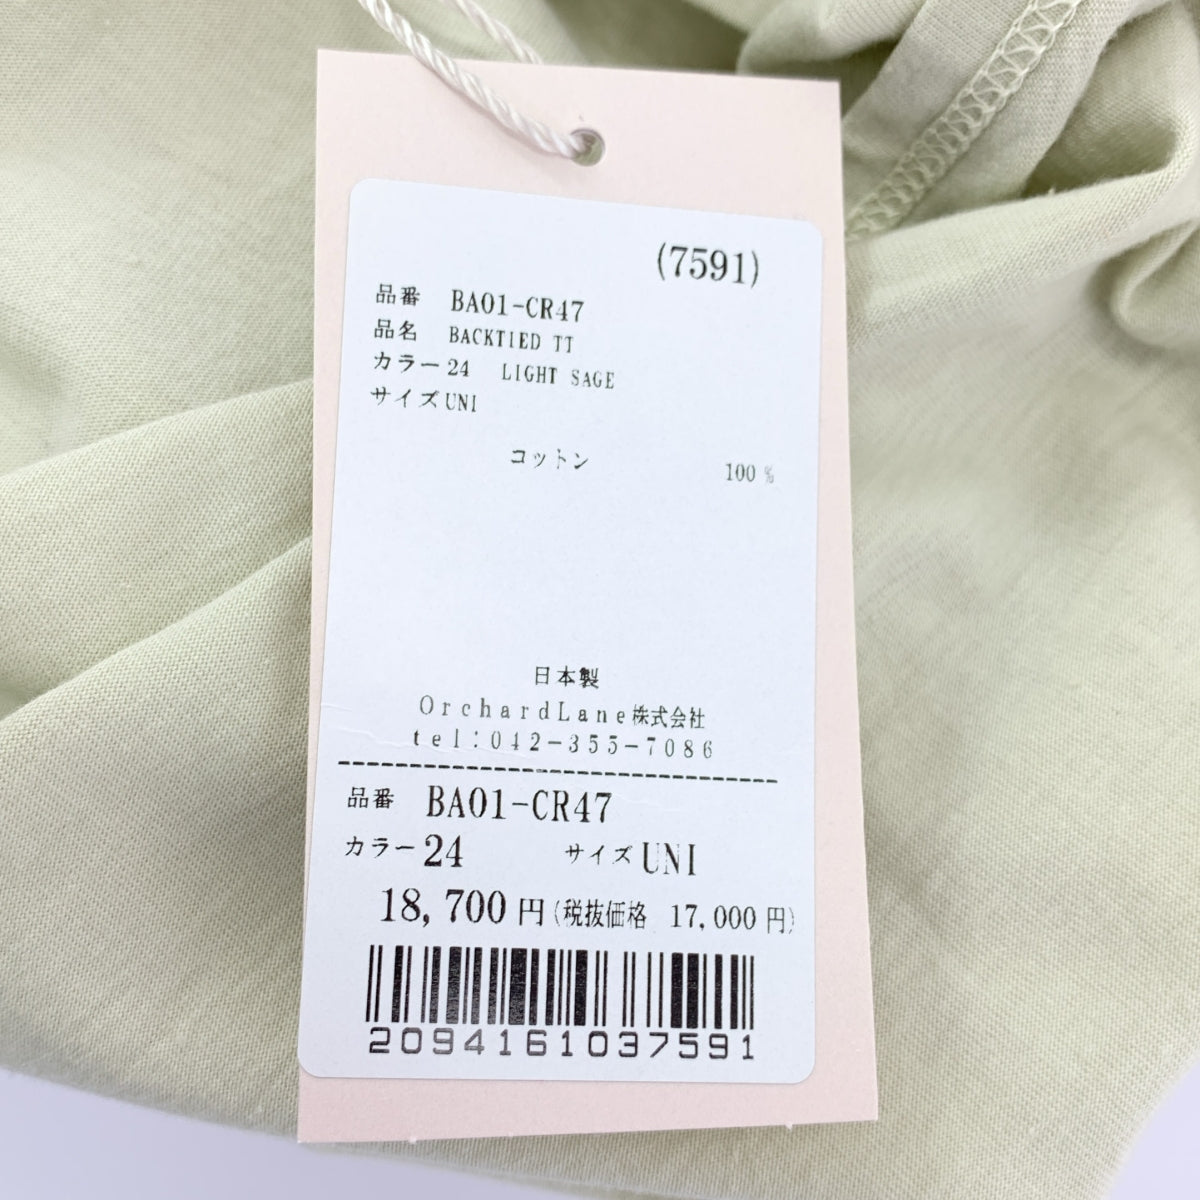 (7591)
品番 BA01-CR47
品名 BACKTIED TT
カラー24 LIGHT SAGE
サイズUNI
コットン 100 %
日本製
OrchardLane株式会社
tel:042-355-7086
品番 BA01-CR47
カラー24 サイズUNI
18,700円(税抜価格 17,000円)
2094161037591